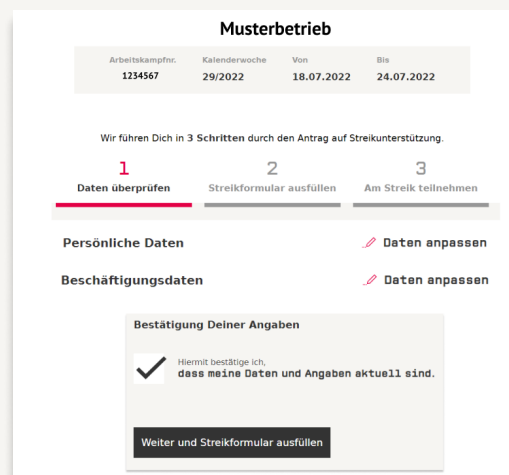 Musterbetrieb
Arbeitskampfnr. Kalenderwoche Von Bis
1234567 29/2022 18.07.2022 24.07.2022
Wir führen Dich in 3 Schritten durch den Antrag auf Streikunterstützung.
1 2 3
Daten überprüfen Streikformular ausfüllen Am Streik teilnehmen
Persönliche Daten Daten anpassen
Beschäftigungsdaten Daten anpassen
Bestätigung Deiner Angaben
Hiermit bestätige ich,
dass meine Daten und Angaben aktuell sind.
Weiter und Streikformular ausfüllen